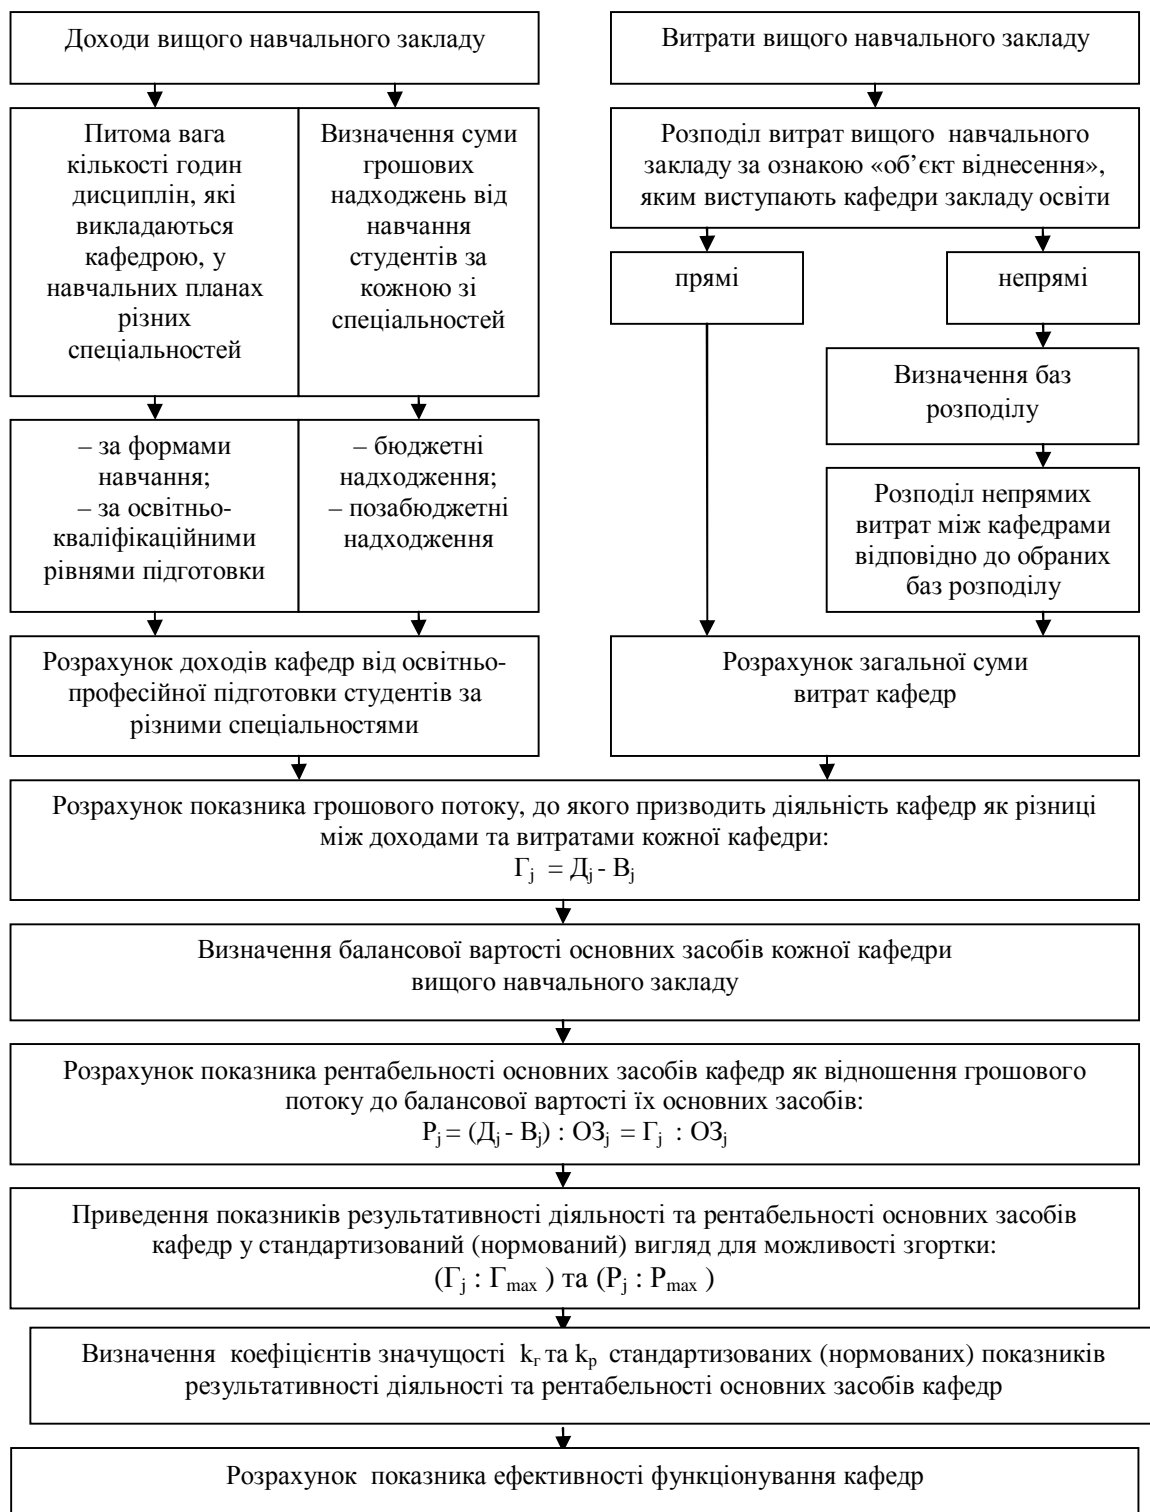 Доходи вищого навчального закладу
Витрати вищого навчального закладу
Питома вага
кількості годин
дисциплін, які
викладаються
кафедрою, у
навчальних планах
різних
спеціальностей
Визначення суми
грошових
надходжень від
навчання
студентів за
кожною зі
спеціальностей
Розподіл витрат вищого навчального
закладу за ознакою «об’єкт віднесення»,
яким виступають кафедри закладу освіти
прямі
непрямі
Визначення баз
розподілу
– за формами
навчання;
– за освітньо-
кваліфікаційними
рівнями підготовки
– бюджетні
надходження;
– позабюджетні
надходження
Розподіл непрямих
витрат між кафедрами
відповідно до обраних
баз розподілу
Розрахунок доходів кафедр від освітньо-
професійної підготовки студентів за
різними спеціальностями
Розрахунок загальної суми
витрат кафедр
Розрахунок показника грошового потоку, до якого призводить діяльність кафедр як різниці
між доходами та витратами кожної кафедри:
Гj = Дj - Вj
Визначення балансової вартості основних засобів кожної кафедри
вищого навчального закладу
Розрахунок показника рентабельності основних засобів кафедр як відношення грошового
потоку до балансової вартості їх основних засобів:
Рj = (Дj - Вj) : ОЗj = Гj : ОЗj
Приведення показників результативності діяльності та рентабельності основних засобів
кафедр у стандартизований (нормований) вигляд для можливості згортки:
(Гj : Гmax ) та (Рj : Рmax )
Визначення коефіцієнтів значущості kг та kр стандартизованих (нормованих) показників
результативності діяльності та рентабельності основних засобів кафедр
Розрахунок показника ефективності функціонування кафедр